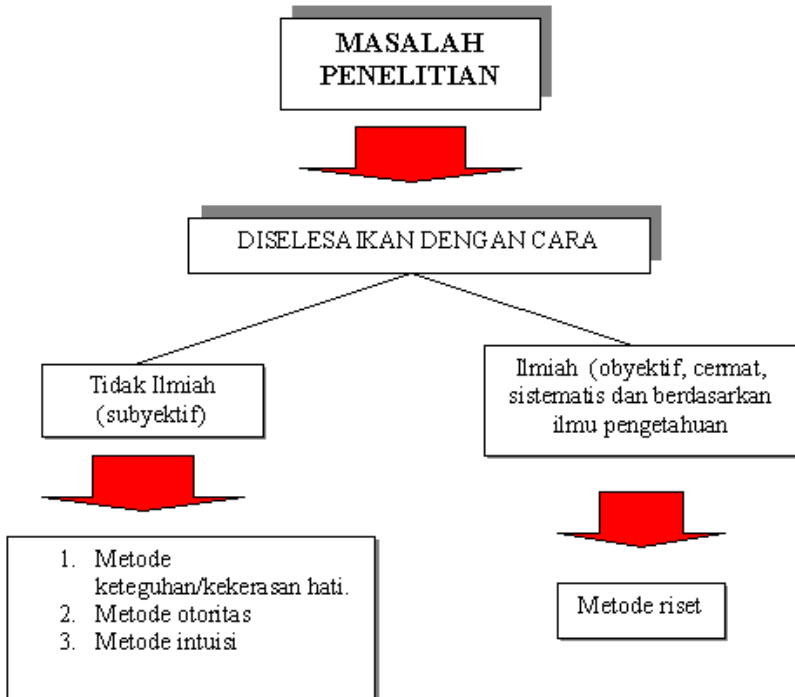 MASALAH
PENELITIAN
DISELESAIKAN DENGAN CARA
Tidak Ilmiah
(subyektif)
Ilmiah (obyektif, cermat,
sistematis dan berdasarkan
ilmu pengetahuan
1. Metode
keteguhan/kekerasan hati.
2. Metode otoritas
3. Metode intuisi
Metode riset